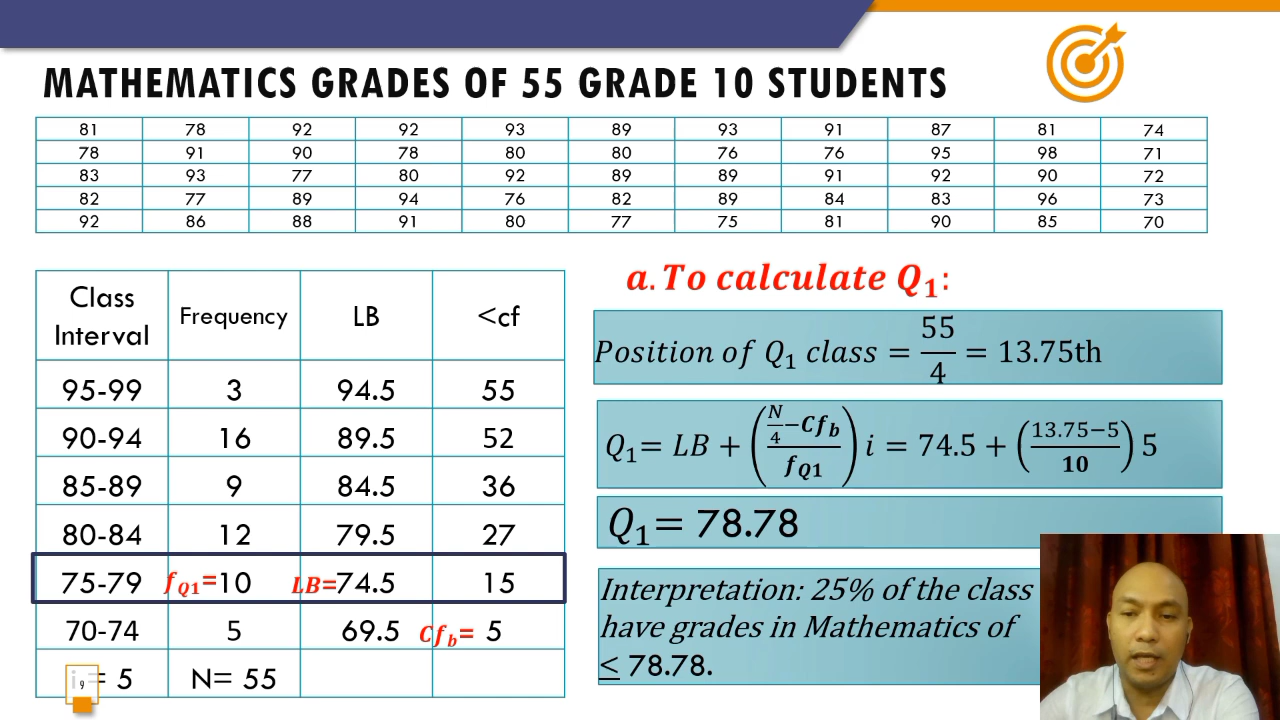 MATHEMATICS GRADES OF 55 GRADE 10 STUDENTS
81 78 92 92 93 89 93 91 87 81 74
78 91 90 78 80 80 76 76 95 98 71
83 93 77 80 92 89 89 91 92 90 72
82 77 89 94 76 82 89 84 83 96 73
92 86 88 91 80 77 75 81 90 85 70
Class Interval Frequency LB <cf
95-99 3 94.5 55
90-94 16 89.5 52
85-89 9 84.5 36
80-84 12 79.5 27
75-79 f_Q1=10 LB=74.5 15
70-74 5 69.5 Cf_b= 5
i = 5 N= 55
9
a. To calculate Q₁:
Position of Q₁ class = 55/4 = 13.75th
Q₁= LB + ((N/4 − Cf_b)/f_Q1) i = 74.5 + ((13.75−5)/10) 5
Q₁= 78.78
Interpretation: 25% of the class
have grades in Mathematics of
≤ 78.78.